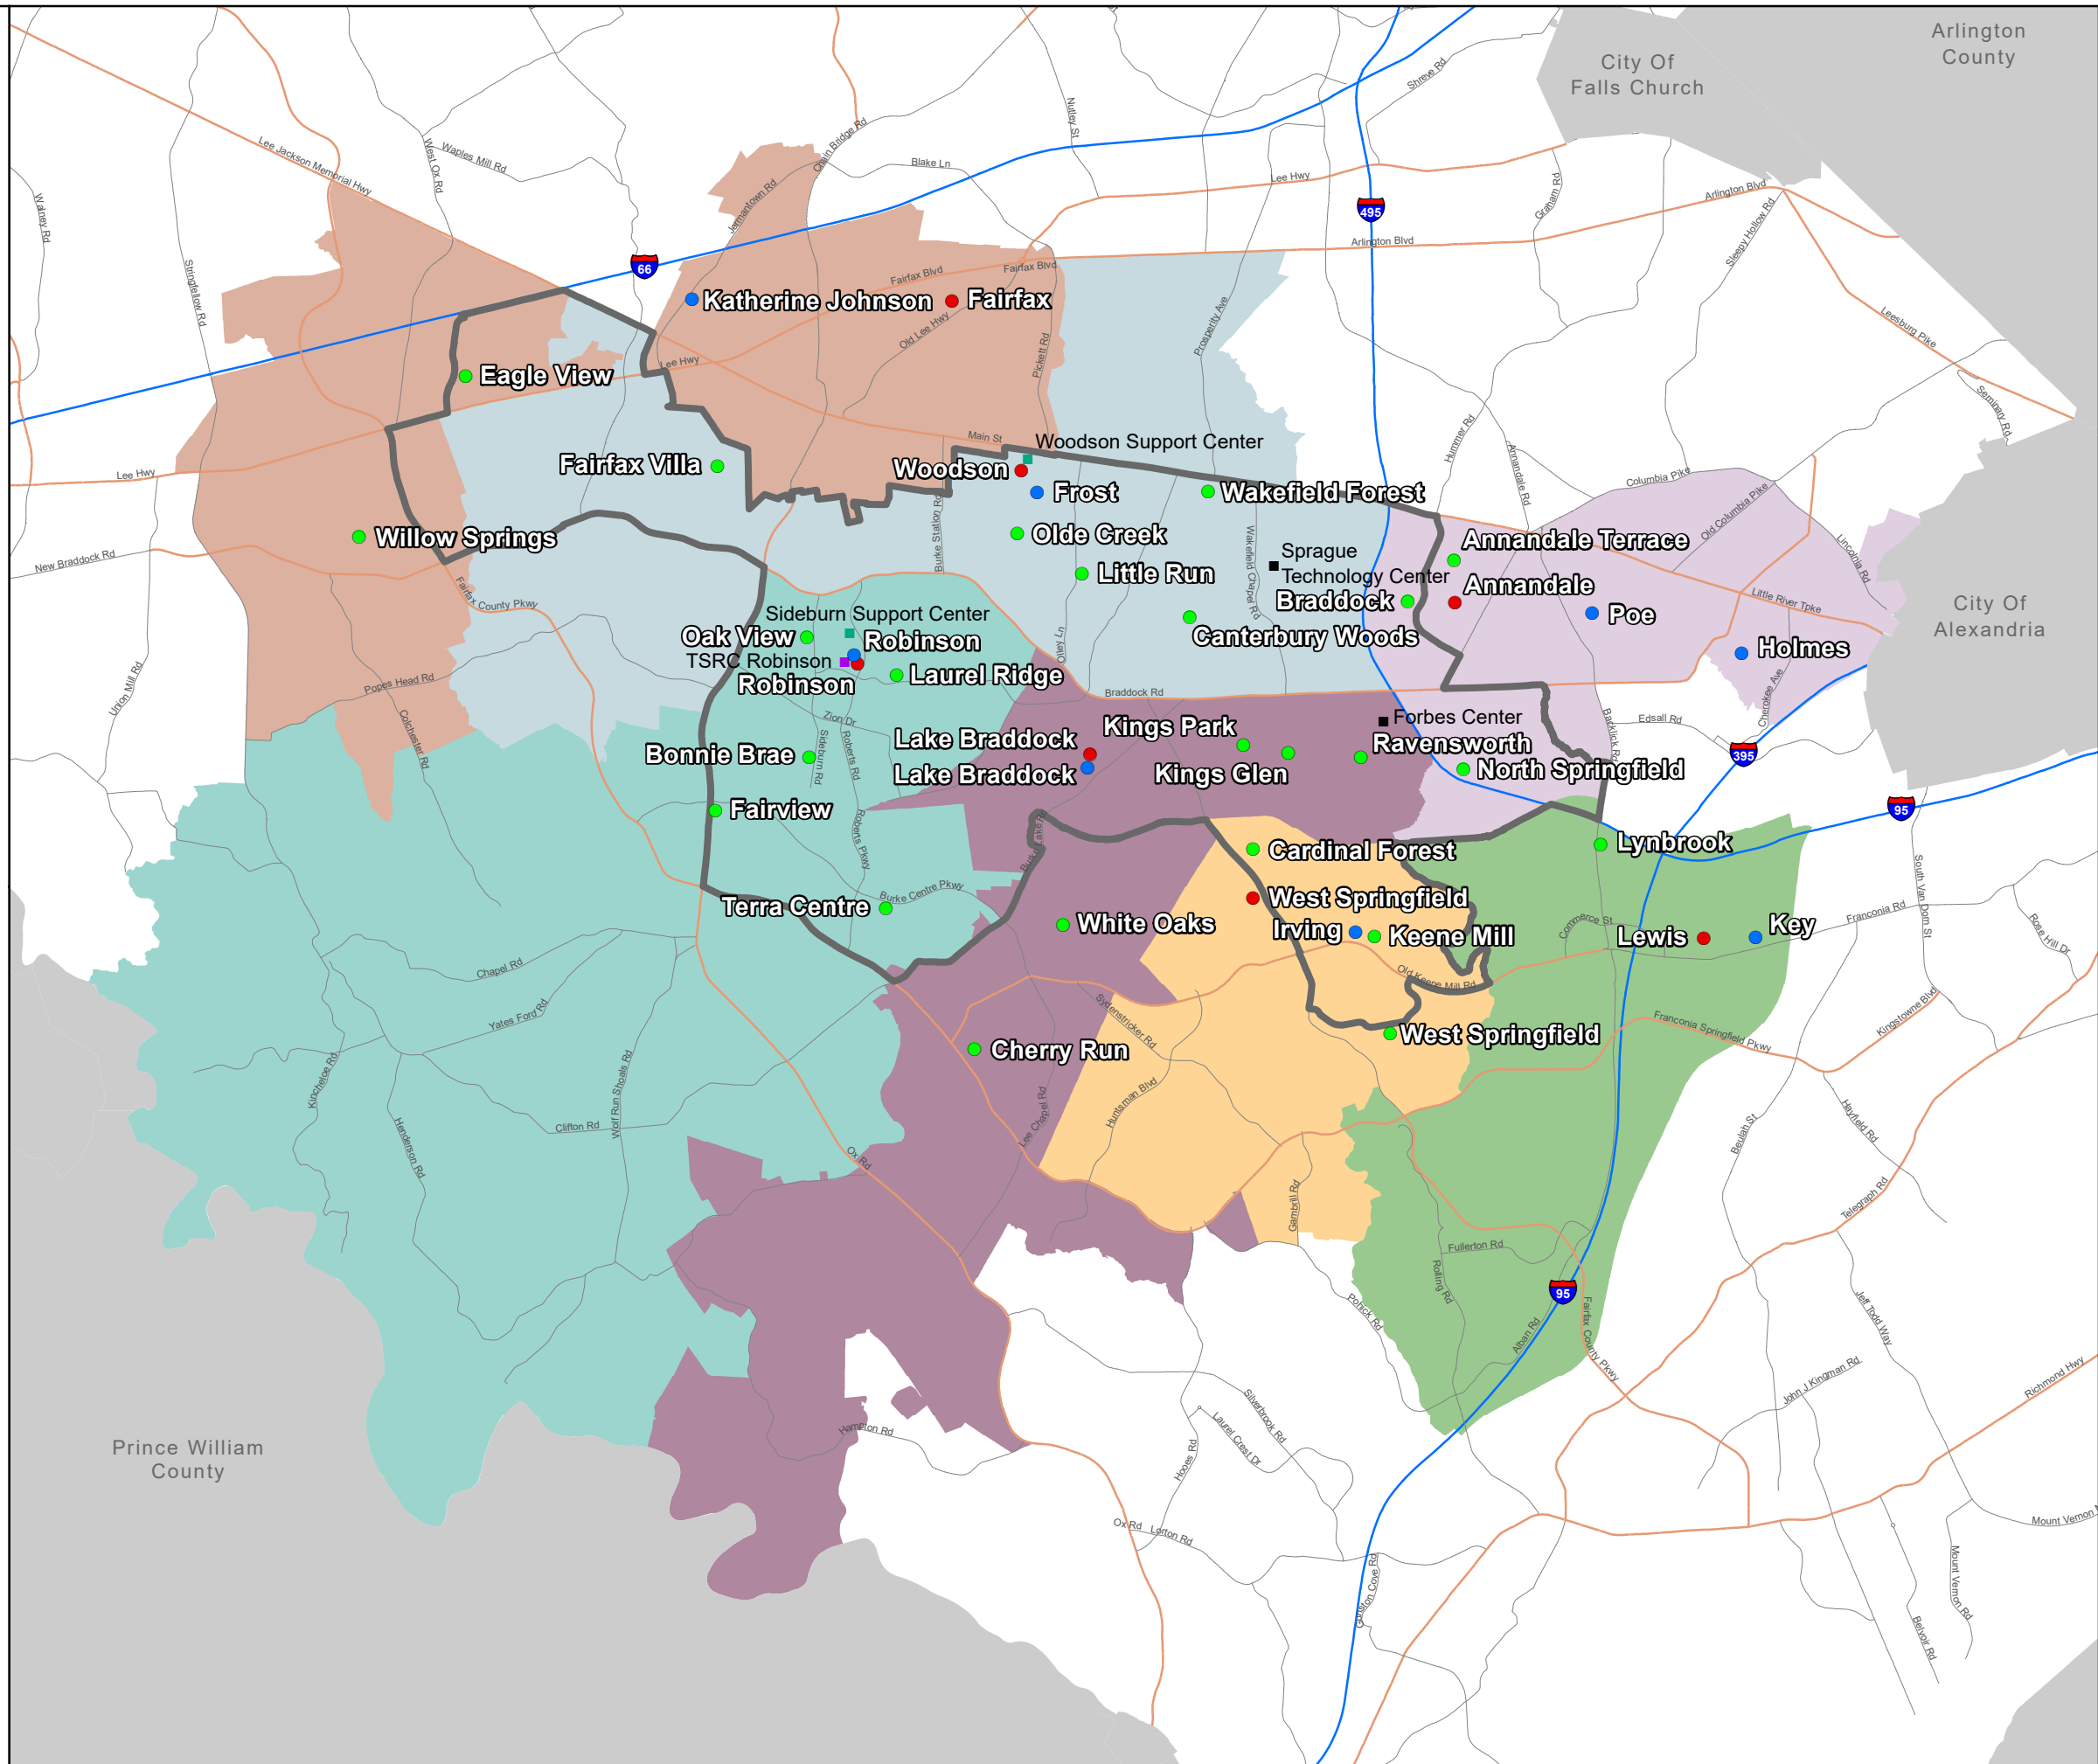 Arlington
County
City Of
Falls Church
Shreve Rd
Nutley St
Chain Bridge Rd
Blake Ln
Lee Jackson Memorial Hwy
West Ox Rd
Waples Mill Rd
Jermantown Rd
Lee Hwy
Graham Rd
Arlington Blvd
Sleepy Hollow Rd
Walney Rd
495
Arlington Blvd
66
Stringfellow Rd
Fairfax Blvd
Fairfax Blvd
Katherine Johnson
Fairfax
Old Lee Hwy
Prosperity Ave
Leesburg Pike
Pickett Rd
Lee Hwy
Eagle View
Seminary Rd
Main St
Woodson Support Center
Hummer Rd
Annandale Rd
Fairfax Villa
Woodson
Lee Hwy
Columbia Pike
Frost
Wakefield Forest
Old Columbia Pike
Burke Station Rd
Olde Creek
Willow Springs
Wakefield Chapel Rd
Annandale Terrace
Lincolnia Rd
Sprague
Technology Center
New Braddock Rd
Little Run
Annandale
Braddock
Fairfax County Pkwy
Little River Tpke
City Of
Alexandria
Sideburn Support Center
Poe
Canterbury Woods
Oak View
Robinson
Olley Ln
Holmes
TSRC Robinson
Laurel Ridge
Robinson
Popes Head Rd
Union Mill Rd
Braddock Rd
Cherokee Ave
Zion Dr
Forbes Center
Edsall Rd
Backlick Rd
Colchester Rd
Kings Park
Lake Braddock
Ravensworth
Bonnie Brae
Sideburn Rd
Roberts Rd
395
Lake Braddock
Kings Glen
North Springfield
Fairview
95
Roberts Pkwy
Burke Lake Rd
Lynbrook
Cardinal Forest
South Van Dorn St
Burke Centre Pkwy
West Springfield
Terra Centre
Commerce St
Franconia Rd
Rose Hill Dr
White Oaks
Irving
Keene Mill
Lewis
Key
Chapel Rd
Old Keene Mill Rd
Yates Ford Rd
Sydenstricker Rd
Kingstowne Blvd
Franconia Springfield Pkwy
West Springfield
Cherry Run
Kincheloe Rd
Wolf Run Shoals Rd
Huntsman Blvd
Lee Chapel Rd
Henderson Rd
Clifton Rd
Beulah St
Hayfield Rd
Ox Rd
Gambrill Rd
Telegraph Rd
Fullerton Rd
Rolling Rd
95
Pohick Rd
Alban Rd
Fairfax County Pkwy
Jeff Todd Way
John J Kingman Rd
Richmond Hwy
Silverbrook Rd
Laurel Crest Dr
Hampton Rd
Hooes Rd
Prince William
County
Ox Rd
Lorton Rd
Mount Vernon
Gunston Cove Rd
Mount Vernon Rd
Belvoir Rd